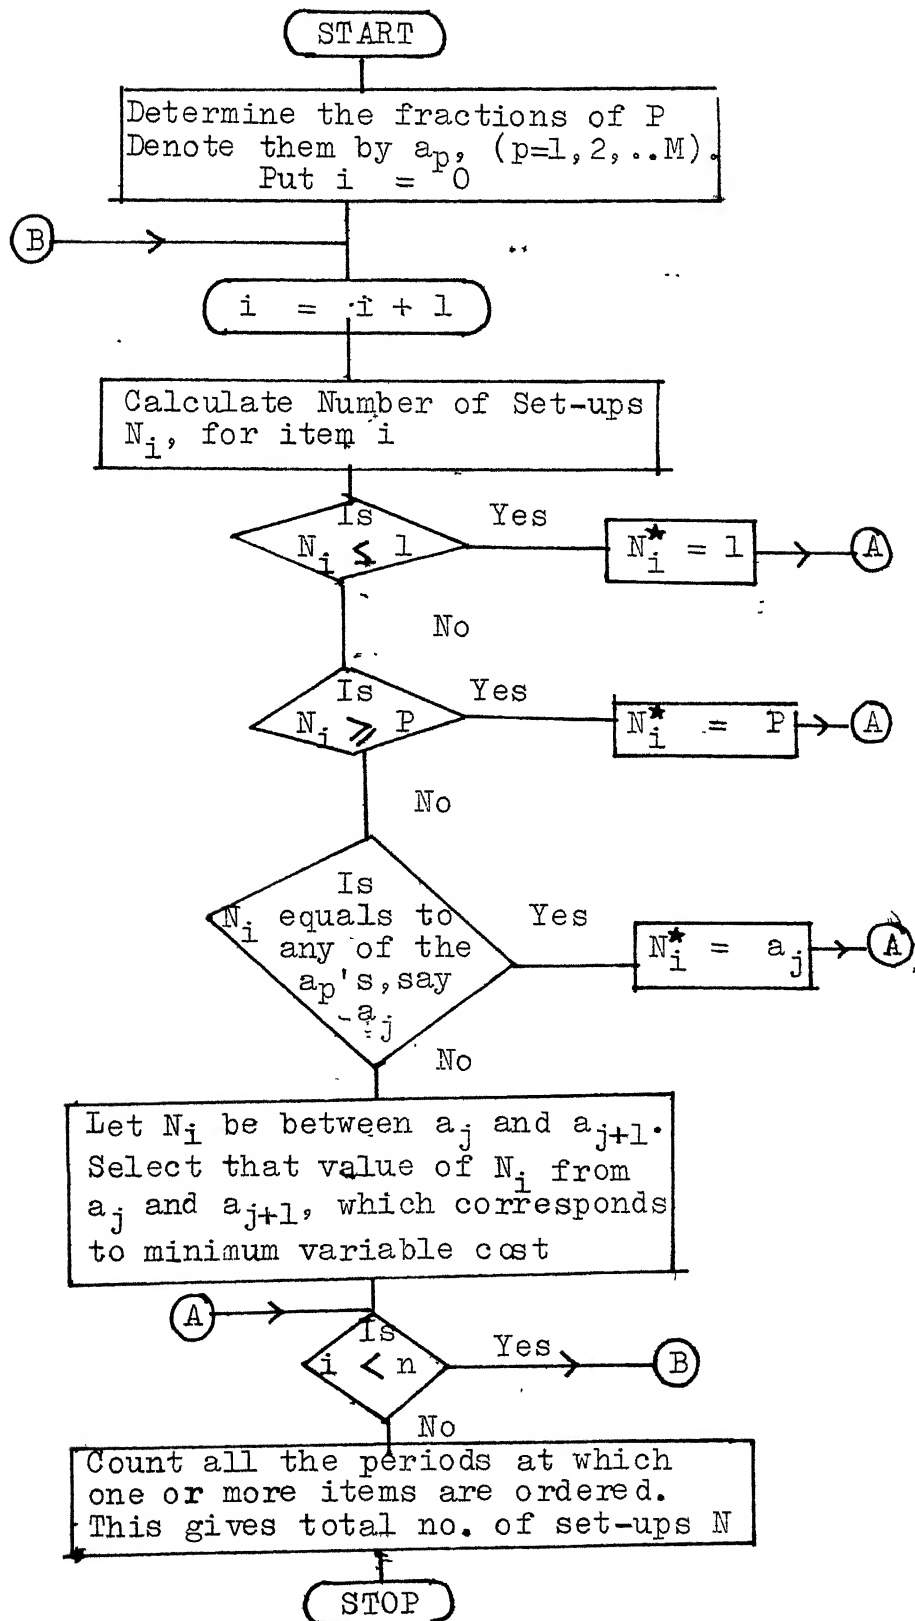 START
Determine the fractions of P
Denote them by a_p, (p=1,2,..M).
Put i = 0
B
i = i + 1
Calculate Number of Set-ups
N_i, for item i
Is
N_i ⩽ 1
Yes
N_i^* = 1
A
No
Is
N_i ⩾ P
Yes
N_i^* = P
A
No
Is
N_i equals to
any of the
a_p's, say
a_j
Yes
N_i^* = a_j
A
No
Let N_i be between a_j and a_{j+1}.
Select that value of N_i from
a_j and a_{j+1}, which corresponds
to minimum variable cost
A
Is
i < n
Yes
B
No
Count all the periods at which
one or more items are ordered.
This gives total no. of set-ups N
STOP